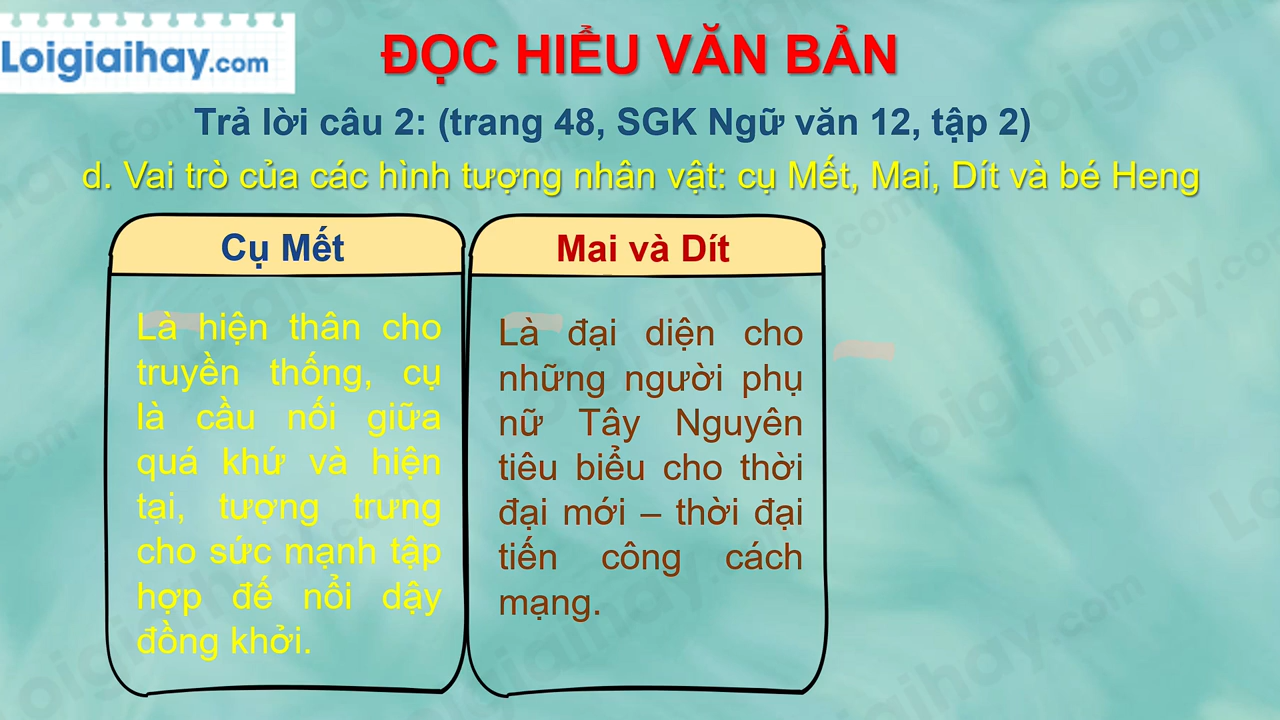 Loigiaihay.com
ĐỌC HIỂU VĂN BẢN
Trả lời câu 2: (trang 48, SGK Ngữ văn 12, tập 2)
d. Vai trò của các hình tượng nhân vật: cụ Mết, Mai, Dít và bé Heng
Cụ Mết
Là hiện thân cho
truyền thống, cụ
là cầu nối giữa
quá khứ và hiện
tại, tượng trưng
cho sức mạnh tập
hợp để nổi dậy
đồng khởi.
Mai và Dít
Là đại diện cho
những người phụ
nữ Tây Nguyên
tiêu biểu cho thời
đại mới – thời đại
tiến công cách
mạng.